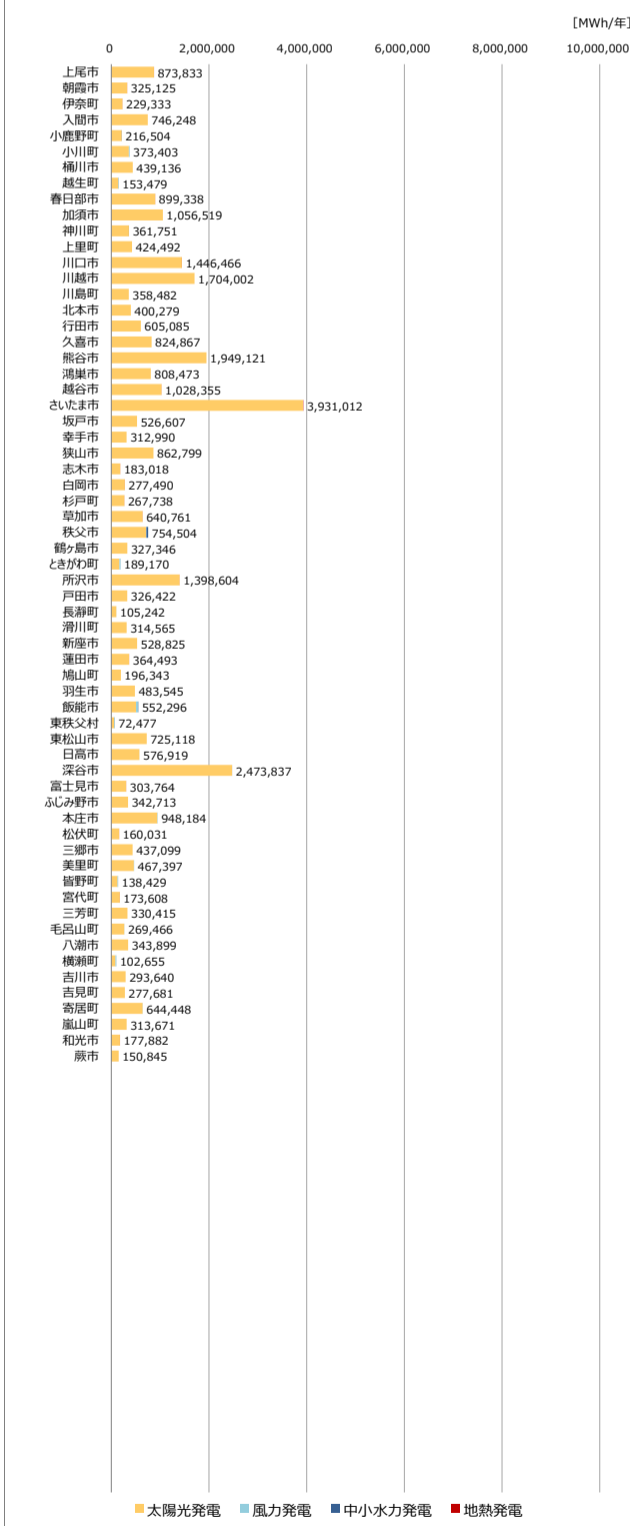 [MWh/年]
0 2,000,000 4,000,000 6,000,000 8,000,000 10,000,000
上尾市 873,833
朝霞市 325,125
伊奈町 229,333
入間市 746,248
小鹿野町 216,504
小川町 373,403
桶川市 439,136
越生町 153,479
春日部市 899,338
加須市 1,056,519
神川町 361,751
上里町 424,492
川口市 1,446,466
川越市 1,704,002
川島町 358,482
北本市 400,279
行田市 605,085
久喜市 824,867
熊谷市 1,949,121
鴻巣市 808,473
越谷市 1,028,355
さいたま市 3,931,012
坂戸市 526,607
幸手市 312,990
狭山市 862,799
志木市 183,018
白岡市 277,490
杉戸町 267,738
草加市 640,761
秩父市 754,504
鶴ヶ島市 327,346
ときがわ町 189,170
所沢市 1,398,604
戸田市 326,422
長瀞町 105,242
滑川町 314,565
新座市 528,825
蓮田市 364,493
鳩山町 196,343
羽生市 483,545
飯能市 552,296
東秩父村 72,477
東松山市 725,118
日高市 576,919
深谷市 2,473,837
富士見市 303,764
ふじみ野市 342,713
本庄市 948,184
松伏町 160,031
三郷市 437,099
美里町 467,397
皆野町 138,429
宮代町 173,608
三芳町 330,415
毛呂山町 269,466
八潮市 343,899
横瀬町 102,655
吉川市 293,640
吉見町 277,681
寄居町 644,448
嵐山町 313,671
和光市 177,882
蕨市 150,845
太陽光発電 風力発電 中小水力発電 地熱発電